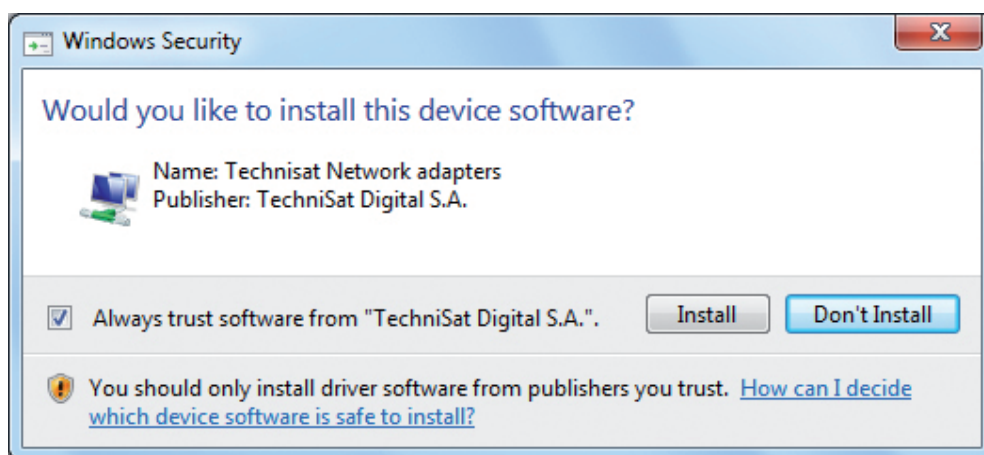 Windows Security
Would you like to install this device software?
Name: Technisat Network adapters
Publisher: TechniSat Digital S.A.
Always trust software from "TechniSat Digital S.A.".
Install
Don't Install
You should only install driver software from publishers you trust. How can I decide
which device software is safe to install?